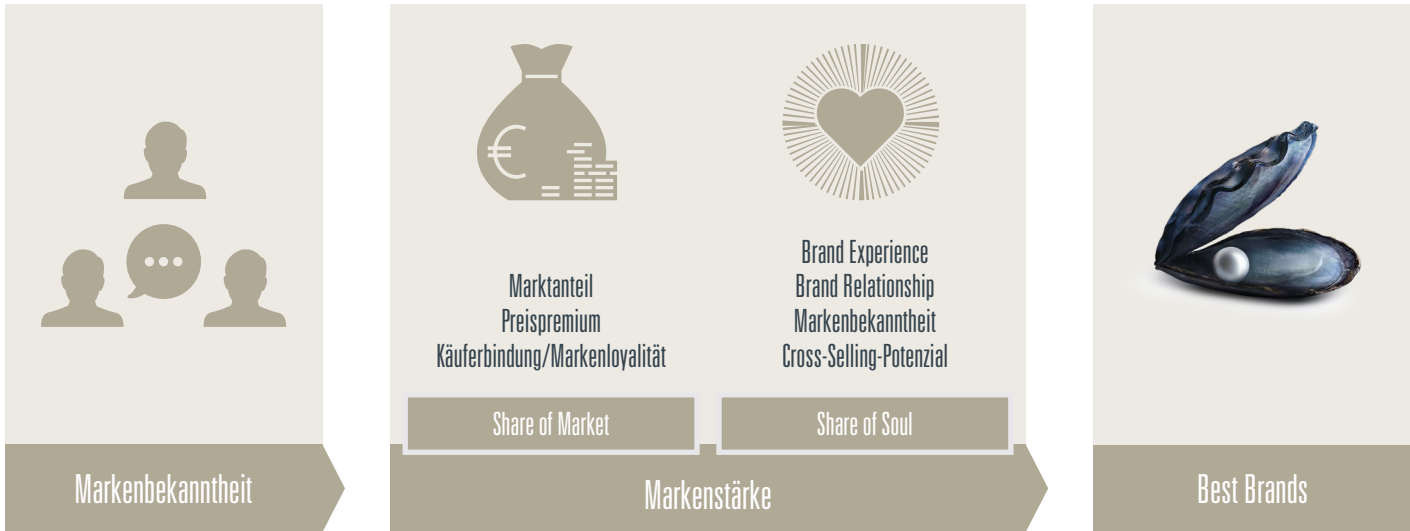 Markenbekanntheit
€
Marktanteil
Preispremium
Käuferbindung/Markenloyalität
Share of Market
Brand Experience
Brand Relationship
Markenbekanntheit
Cross-Selling-Potenzial
Share of Soul
Markenstärke
Best Brands